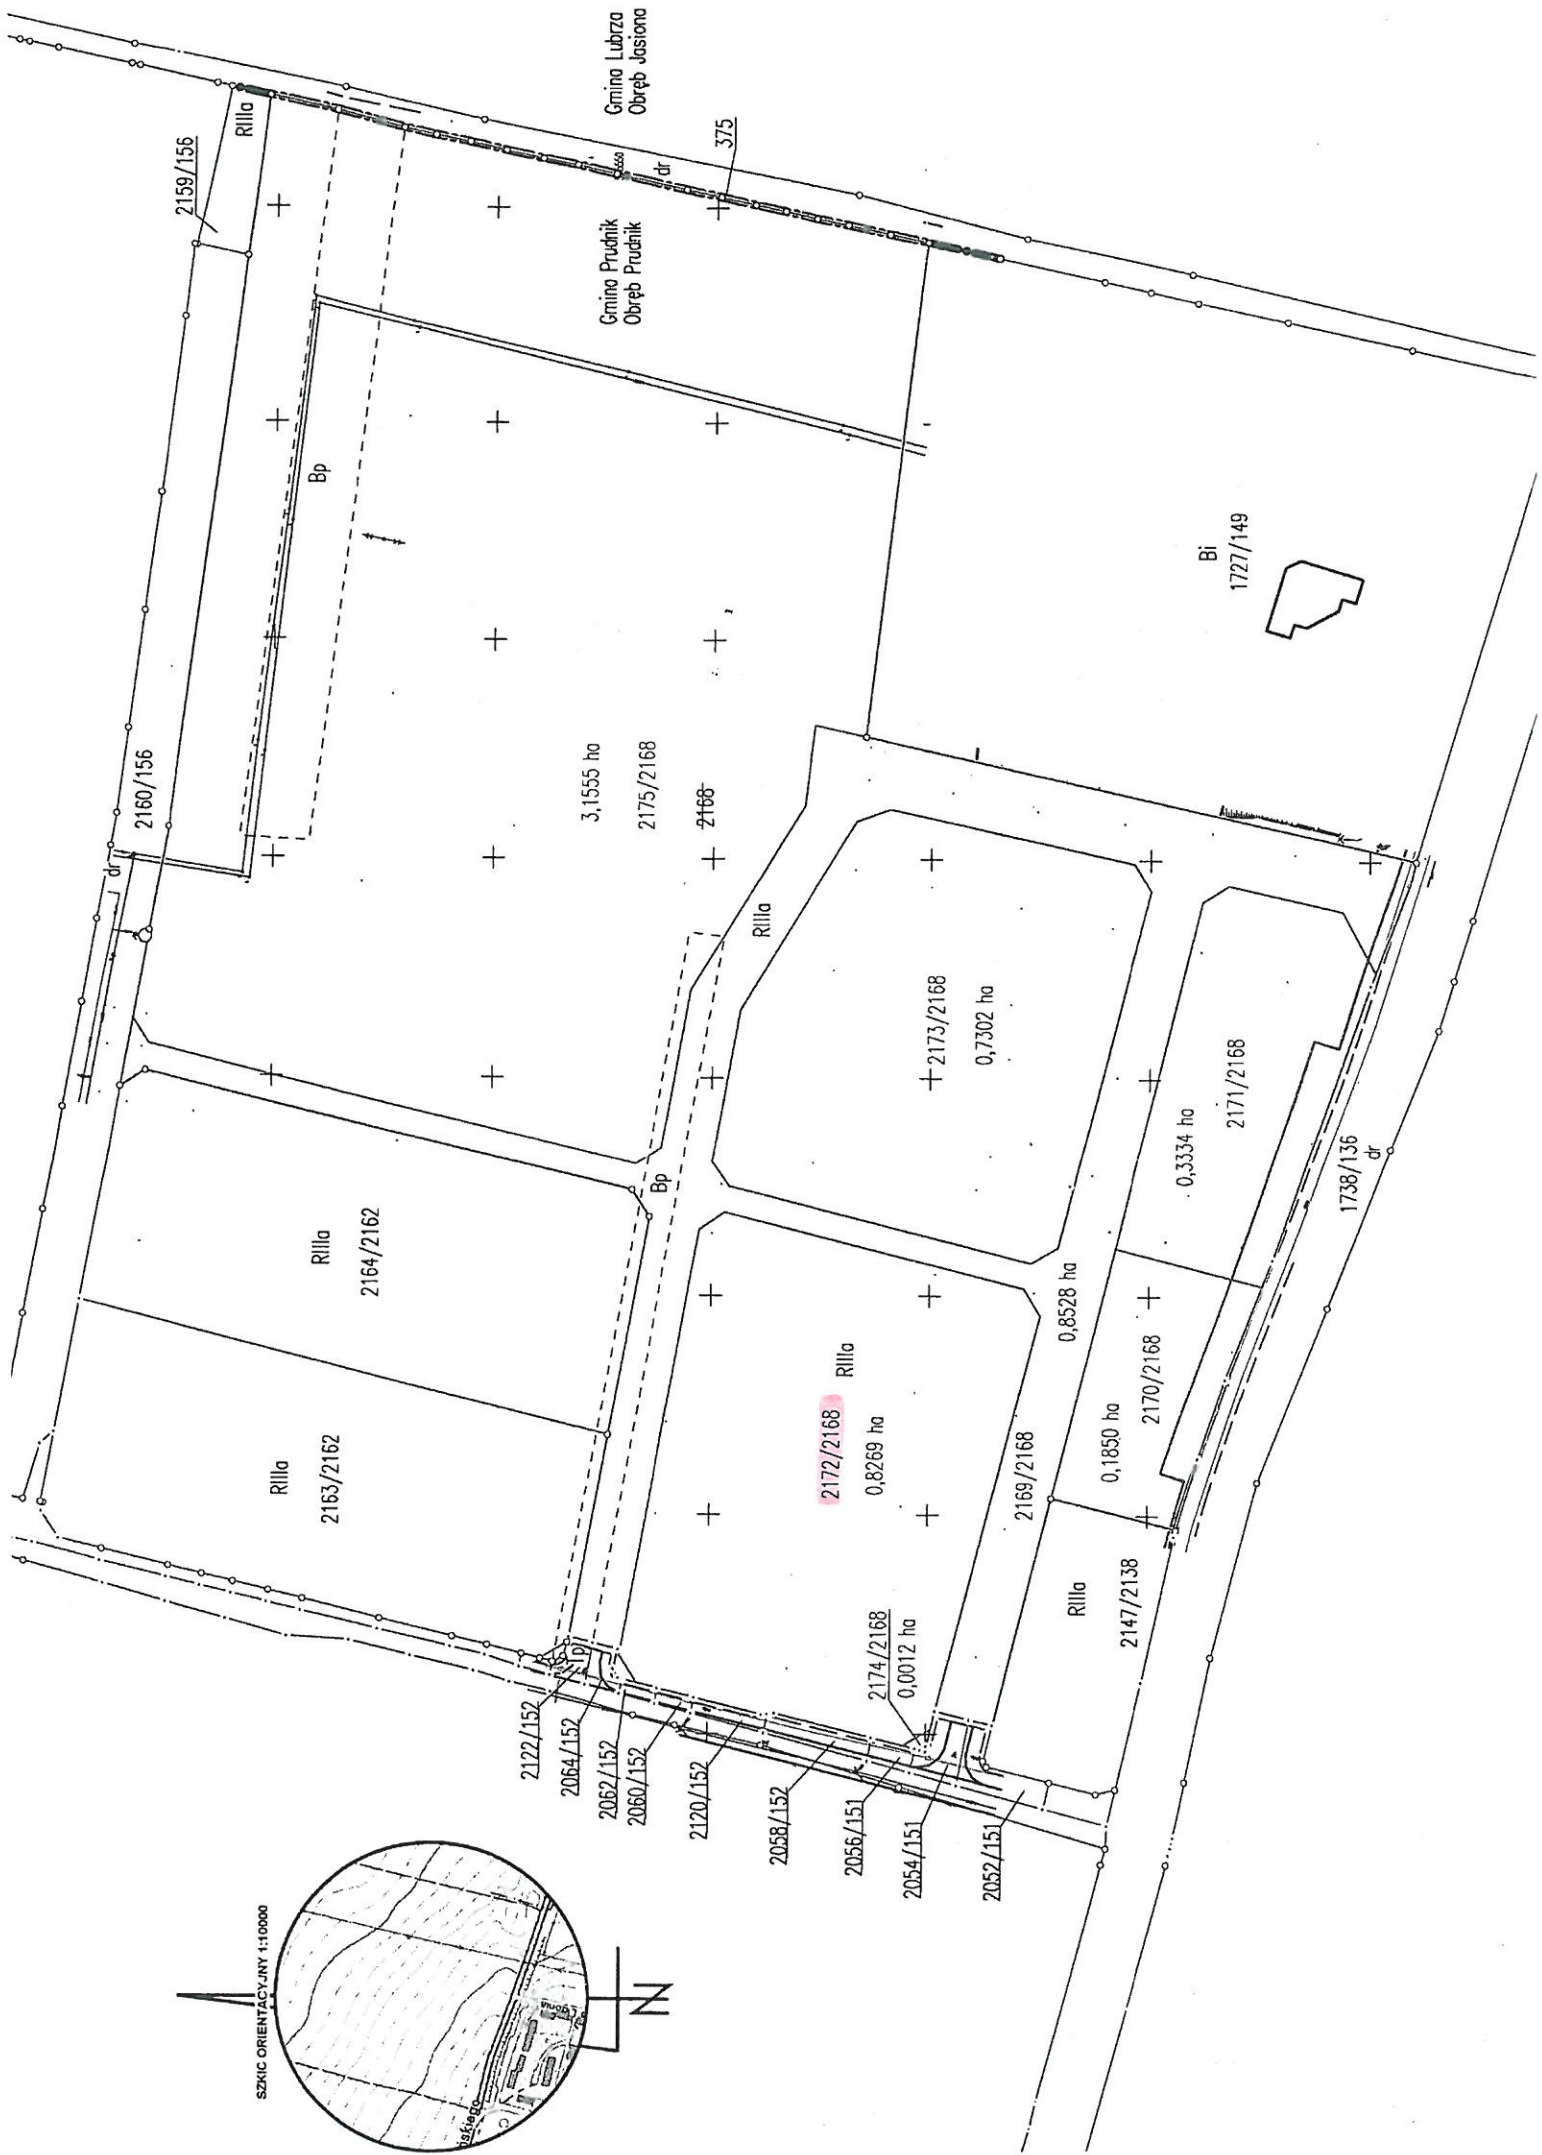 SZKIC ORIENTACYJNY 1:10000
N
2159/156
RIIIa
Gmina Lubrza
Obręb Jasiona
375
dr
Gmina Prudnik
Obręb Prudnik
Bp
2160/156
dr
3,1555 ha
2175/2168
2168
Bi
1727/149
RIIIa
2173/2168
0,7302 ha
2171/2168
0,3334 ha
1738/136
dr
RIIIa
2164/2162
Bp
RIIIa
2163/2162
RIIIa
2172/2168
0,8269 ha
0,8528 ha
2169/2168
2170/2168
0,1850 ha
RIIIa
2147/2138
2174/2168
0,0012 ha
2122/152
2064/152
2062/152
2060/152
2120/152
2058/152
2056/151
2054/151
2052/151